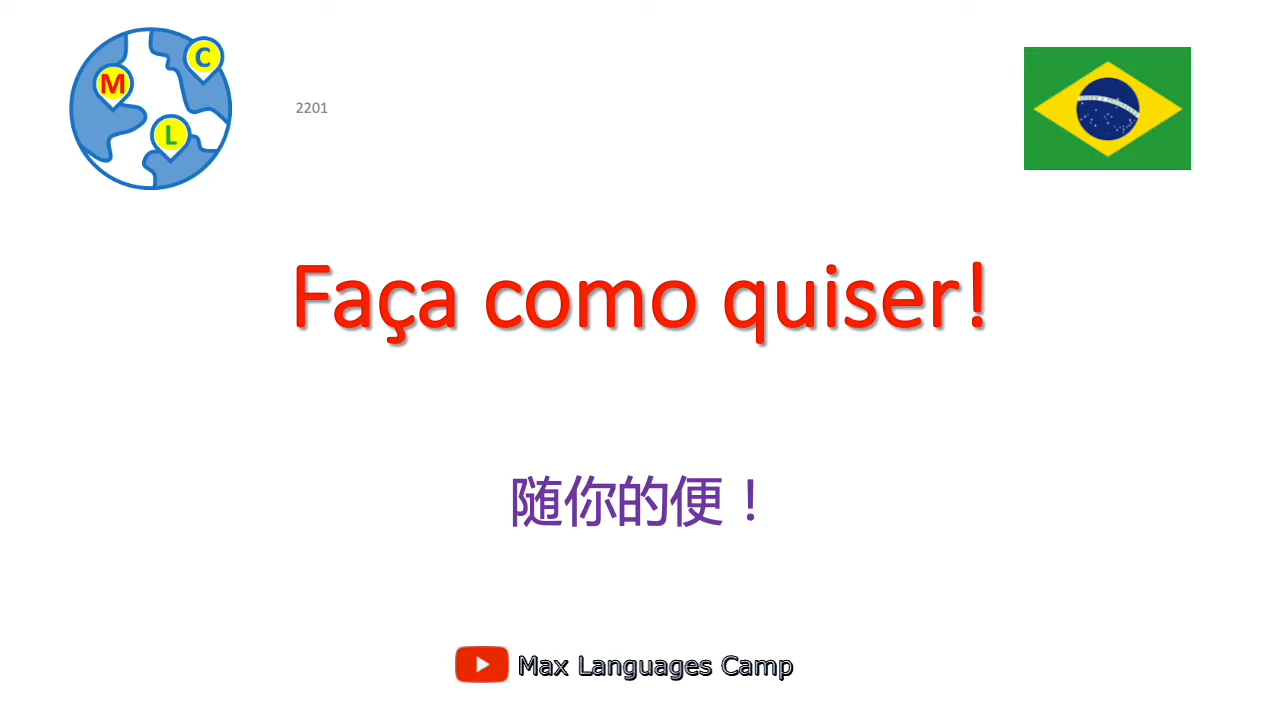 M
C
L
2201
Faça como quiser!
随你的便！
Max Languages Camp